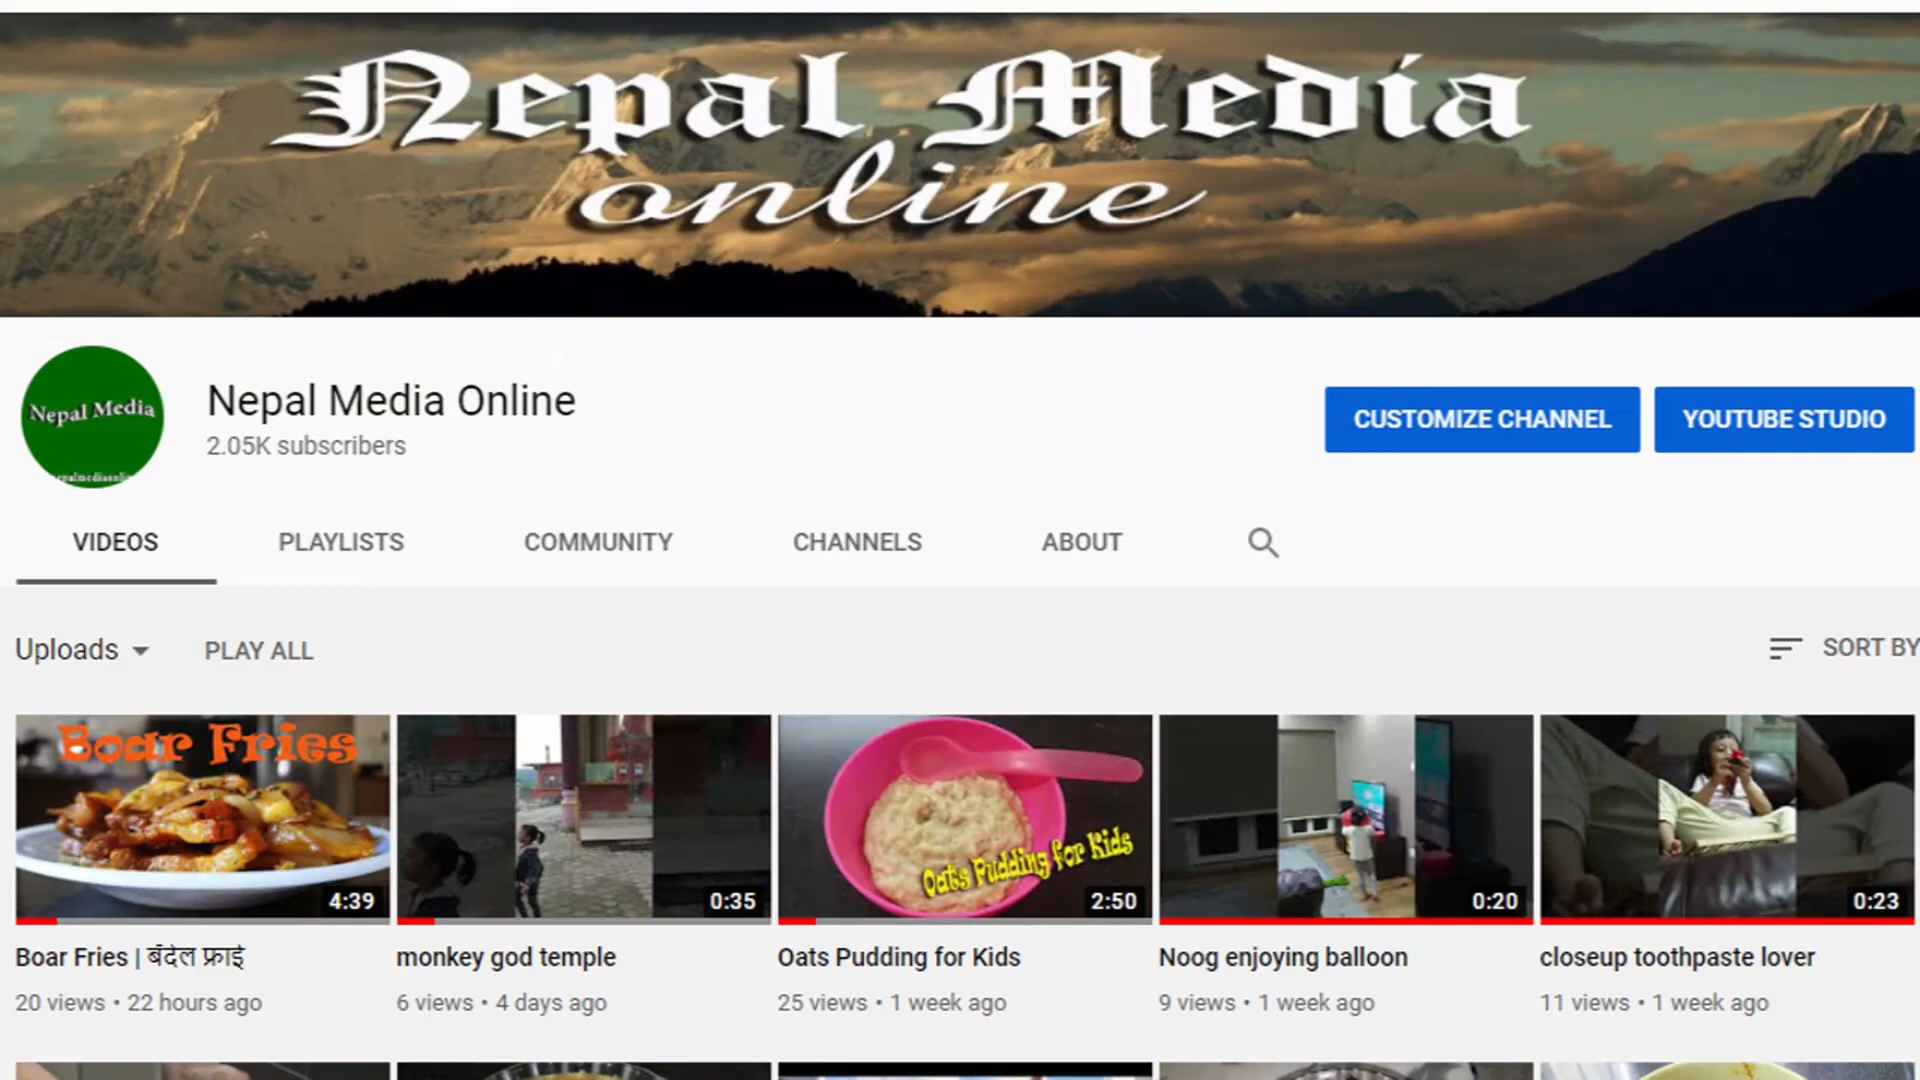 Nepal Media
online
Nepal Media
Nepal Media Online
2.05K subscribers
CUSTOMIZE CHANNEL
YOUTUBE STUDIO
VIDEOS
PLAYLISTS
COMMUNITY
CHANNELS
ABOUT
Uploads
PLAY ALL
SORT BY
Boar Fries
4:39
0:35
Oats Pudding for Kids
2:50
0:20
0:23
Boar Fries | बँदेल फ्राई
20 views • 22 hours ago
monkey god temple
6 views • 4 days ago
Oats Pudding for Kids
25 views • 1 week ago
Noog enjoying balloon
9 views • 1 week ago
closeup toothpaste lover
11 views • 1 week ago